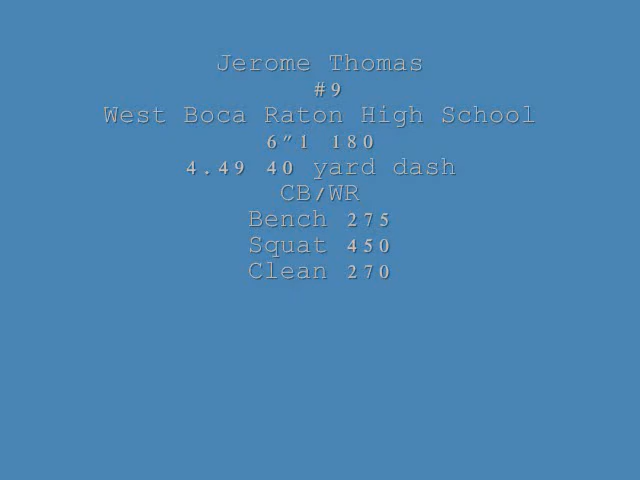 Jerome Thomas
#9
West Boca Raton High School
6"1 180
4.49 40 yard dash
CB/WR
Bench 275
Squat 450
Clean 270